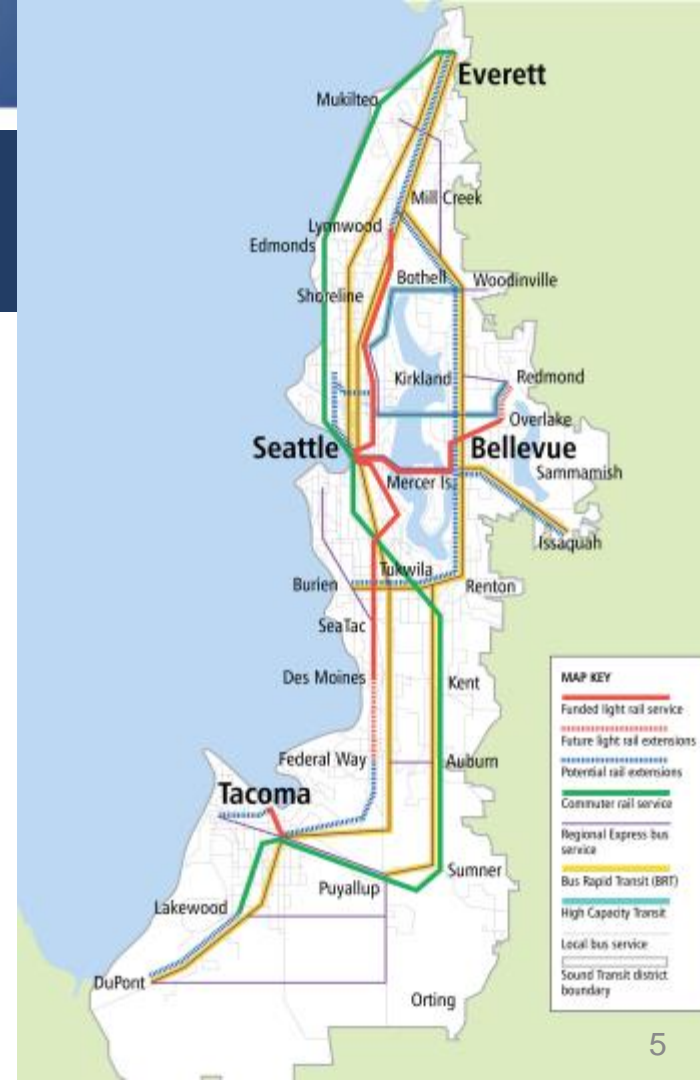 Everett
Mukilteo
Mill Creek
Lynnwood
Edmonds
Bothell
Woodinville
Shoreline
Kirkland
Redmond
Overlake
Seattle
Bellevue
Sammamish
Mercer Is.
Issaquah
Tukwila
Burien
Renton
SeaTac
Des Moines
Kent
Federal Way
Auburn
Tacoma
Sumner
Puyallup
Lakewood
DuPont
Orting
MAP KEY
Funded light rail service
Future light rail extensions
Potential rail extensions
Commuter rail service
Regional Express bus
service
Bus Rapid Transit (BRT)
High Capacity Transit
Local bus service
Sound Transit district
boundary
5